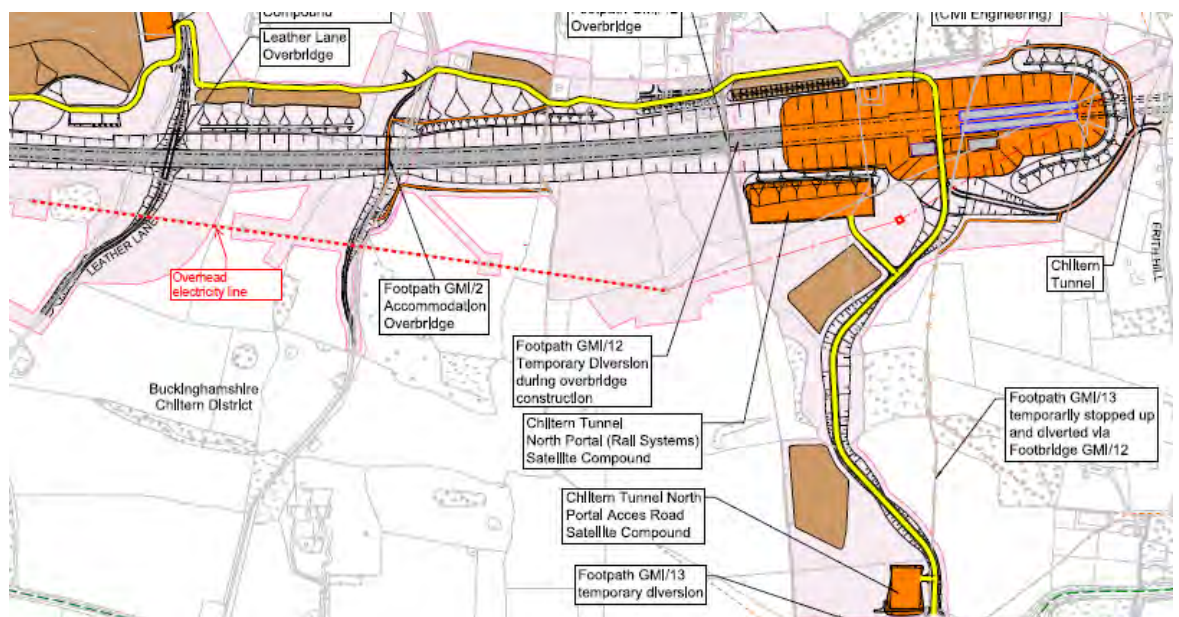 Compound
Leather Lane
Overbridge
Footpath GMI/12
Overbridge
(Civil Engineering)
LEATHER LANE
Overhead
electricity line
Footpath GMI/2
Accommodation
Overbridge
FRITH HILL
Chiltern
Tunnel
Footpath GMI/12
Temporary Diversion
during overbridge
construction
Buckinghamshire
Chiltern District
Chiltern Tunnel
North Portal (Rail Systems)
Satellite Compound
Footpath GMI/13
temporarily stopped up
and diverted via
Footbridge GMI/12
Chiltern Tunnel North
Portal Acces Road
Satellite Compound
Footpath GMI/13
temporary diversion